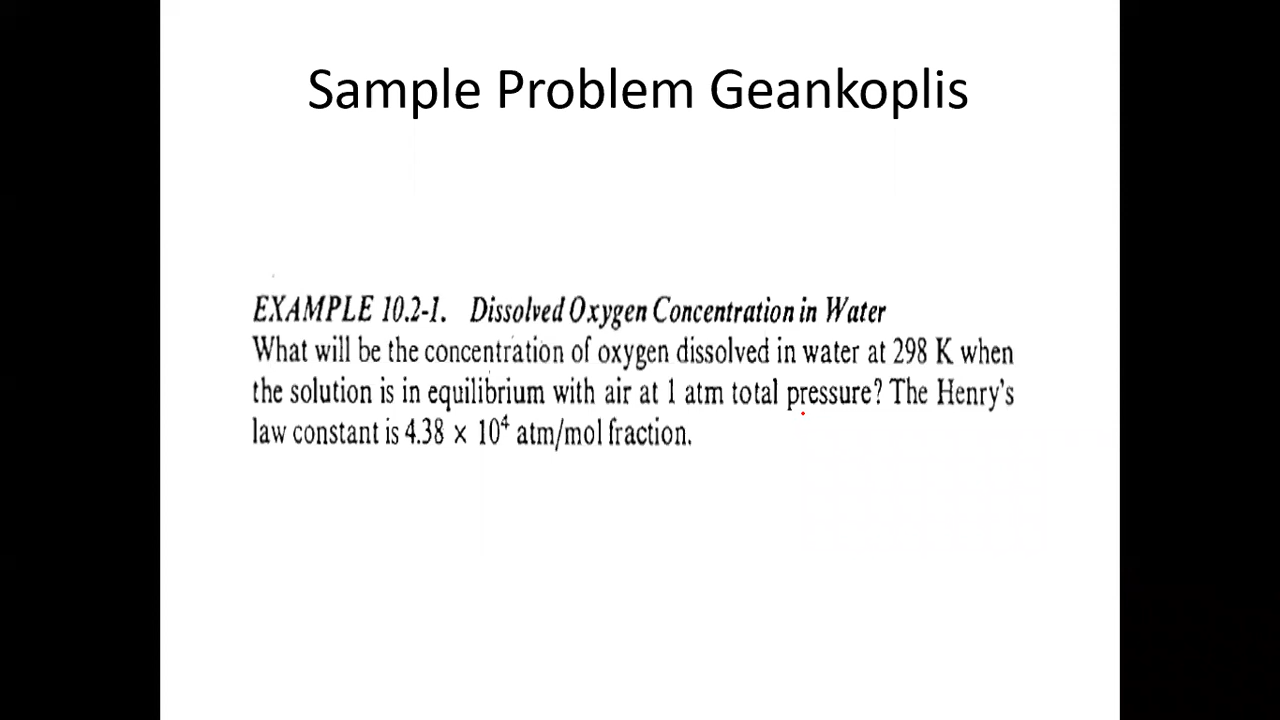 Sample Problem Geankoplis
EXAMPLE 10.2-1. Dissolved Oxygen Concentration in Water
What will be the concentration of oxygen dissolved in water at 298 K when
the solution is in equilibrium with air at 1 atm total pressure? The Henry's
law constant is 4.38 × 10⁴ atm/mol fraction.